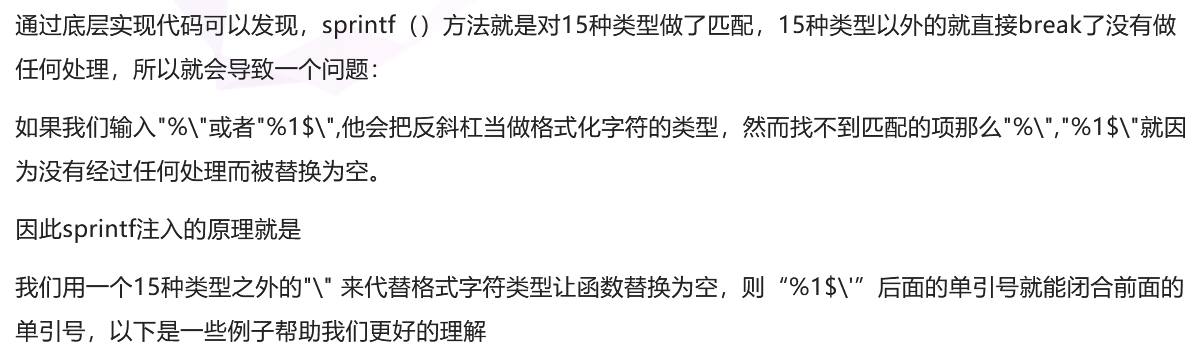 通过底层实现代码可以发现，sprintf（）方法就是对15种类型做了匹配，15种类型以外的就直接break了没有做
任何处理，所以就会导致一个问题：
如果我们输入"%\"或者"%1$\",他会把反斜杠当做格式化字符的类型，然而找不到匹配的项那么"%\","%1$\"就因
为没有经过任何处理而被替换为空。
因此sprintf注入的原理就是
我们用一个15种类型之外的"\" 来代替格式字符类型让函数替换为空，则“%1$\'”后面的单引号就能闭合前面的
单引号，以下是一些例子帮助我们更好的理解